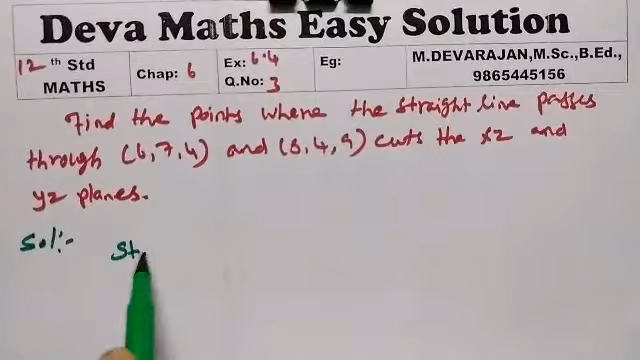 Deva Maths Easy Solution
12 th Std
MATHS
Chap: 6
Ex: 6.4
Q.No: 3
Eg:
M.DEVARAJAN,M.Sc.,B.Ed.,
9865445156
Find the points where the straight line passes
through (6,7,4) and (8,4,9) cuts the xz and
yz planes.
Sol:-
St